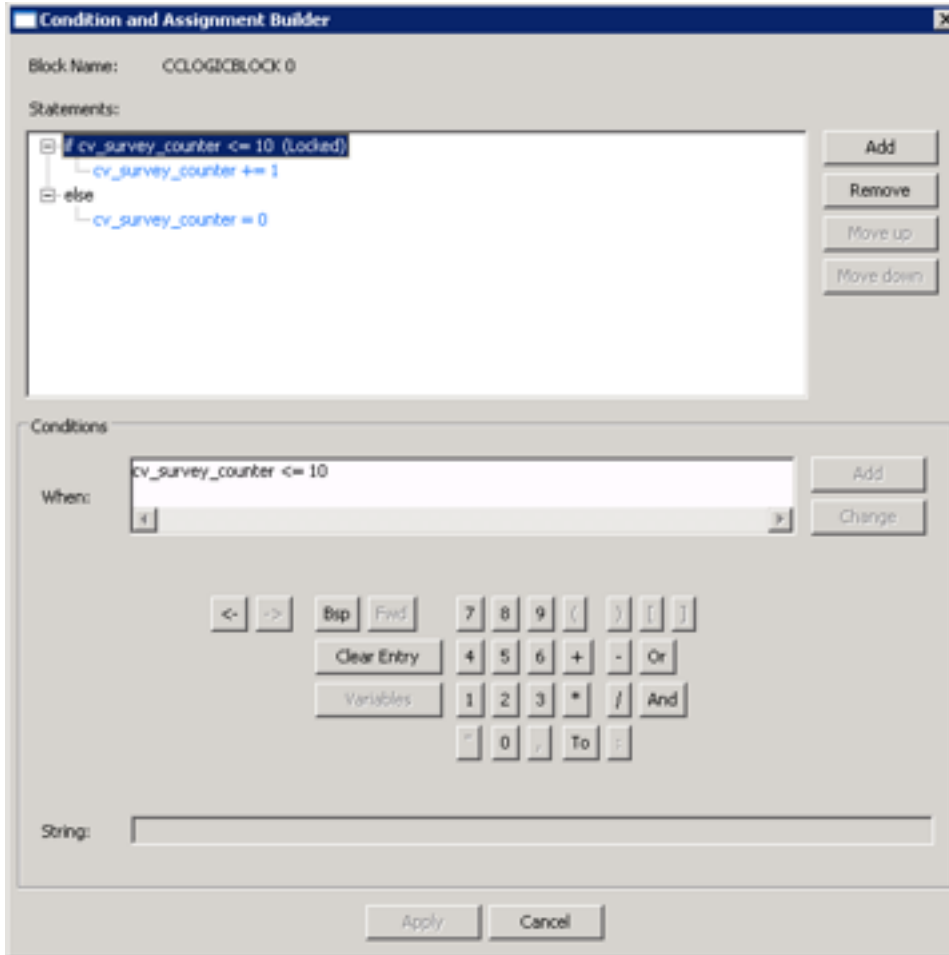 Condition and Assignment Builder
Block Name: CCLOGICBLOCK 0
Statements:
if cv_survey_counter <= 10 (Locked)
cv_survey_counter += 1
else
cv_survey_counter = 0
Add
Remove
Move up
Move down
Conditions
When:
cv_survey_counter <= 10
Add
Change
<- -> Bsp Fwd 7 8 9 ( ) [ ]
Clear Entry 4 5 6 + - Or
Variables 1 2 3 * / And
" 0 , To :
String:
Apply Cancel